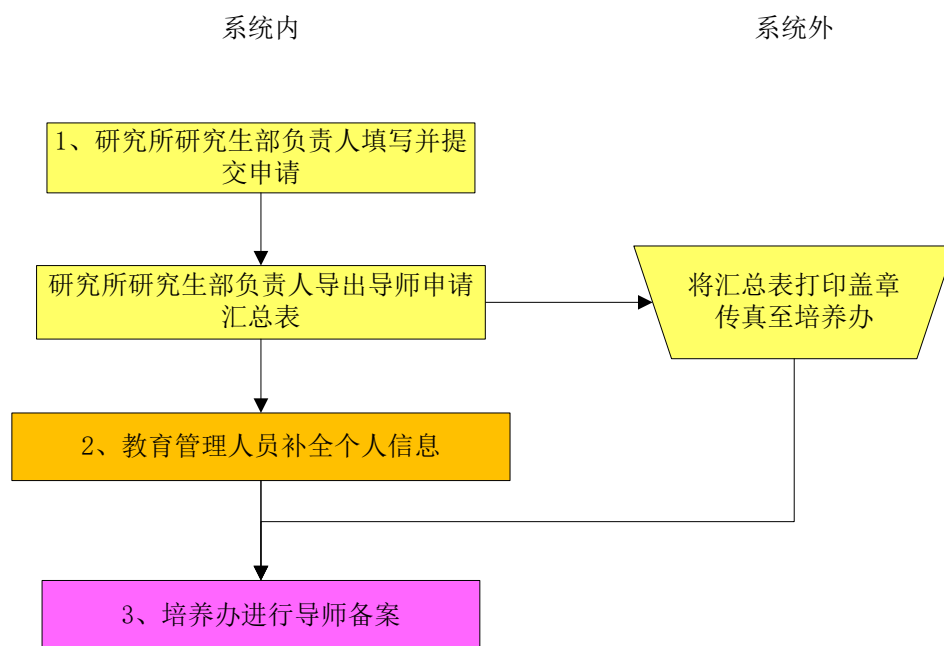 系统内
系统外
1、研究所研究生部负责人填写并提
交申请
研究所研究生部负责人导出导师申请
汇总表
将汇总表打印盖章
传真至培养办
2、教育管理人员补全个人信息
3、培养办进行导师备案